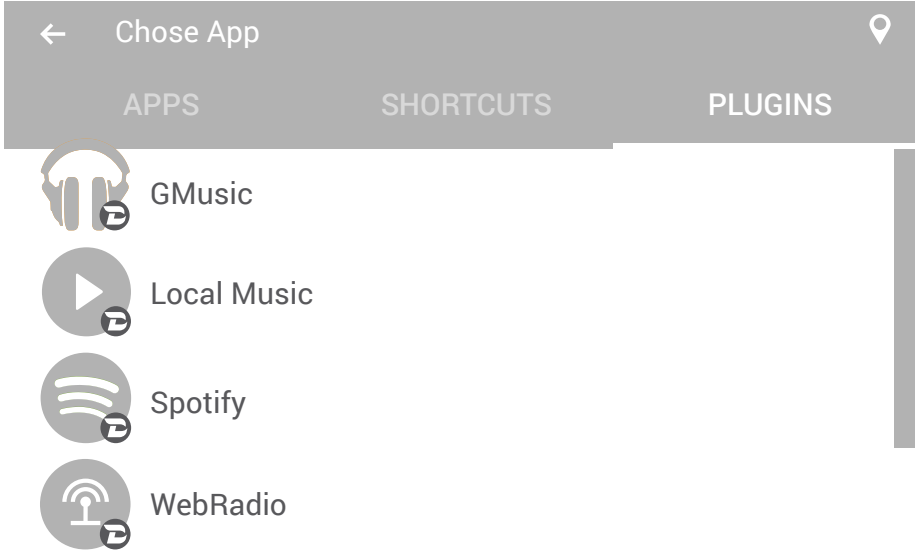 Chose App
APPS SHORTCUTS PLUGINS
GMusic
Local Music
Spotify
WebRadio